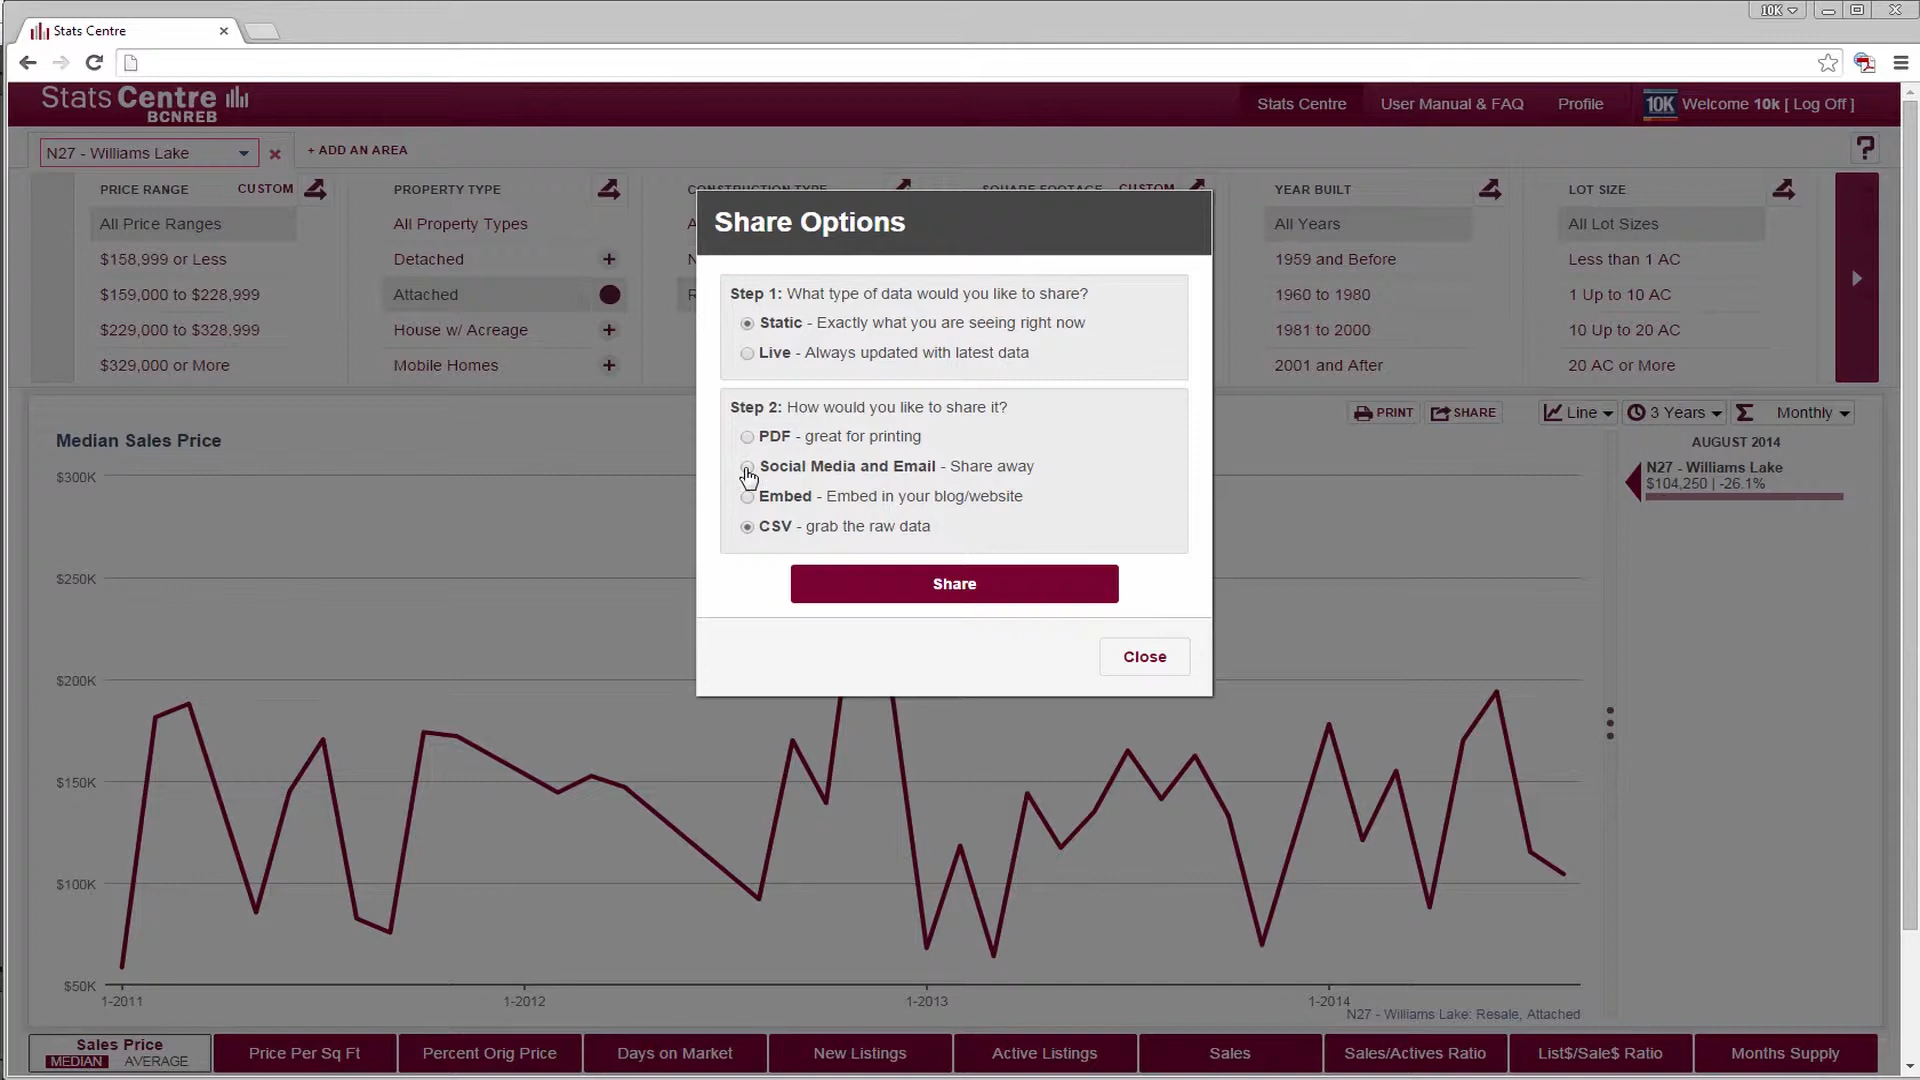 10K
Stats Centre
Stats Centre
BCNREB
Stats Centre
User Manual & FAQ
Profile
10K
Welcome 10k [ Log Off ]
N27 - Williams Lake
+ ADD AN AREA
?
PRICE RANGE
CUSTOM
All Price Ranges
$158,999 or Less
$159,000 to $228,999
$229,000 to $328,999
$329,000 or More
PROPERTY TYPE
All Property Types
Detached
Attached
House w/ Acreage
Mobile Homes
CONSTRUCTION TYPE
SQUARE FOOTAGE
CUSTOM
YEAR BUILT
All Years
1959 and Before
1960 to 1980
1981 to 2000
2001 and After
LOT SIZE
All Lot Sizes
Less than 1 AC
1 Up to 10 AC
10 Up to 20 AC
20 AC or More
Share Options
Step 1: What type of data would you like to share?
Static - Exactly what you are seeing right now
Live - Always updated with latest data
Step 2: How would you like to share it?
PDF - great for printing
Social Media and Email - Share away
Embed - Embed in your blog/website
CSV - grab the raw data
Share
Close
PRINT
SHARE
Line
3 Years
Σ Monthly
Median Sales Price
AUGUST 2014
N27 - Williams Lake
$104,250 | -26.1%
$300K
$250K
$200K
$150K
$100K
$50K
1-2011
1-2012
1-2013
1-2014
N27 - Williams Lake: Resale, Attached
Sales Price
MEDIAN AVERAGE
Price Per Sq Ft
Percent Orig Price
Days on Market
New Listings
Active Listings
Sales
Sales/Actives Ratio
List$/Sale$ Ratio
Months Supply